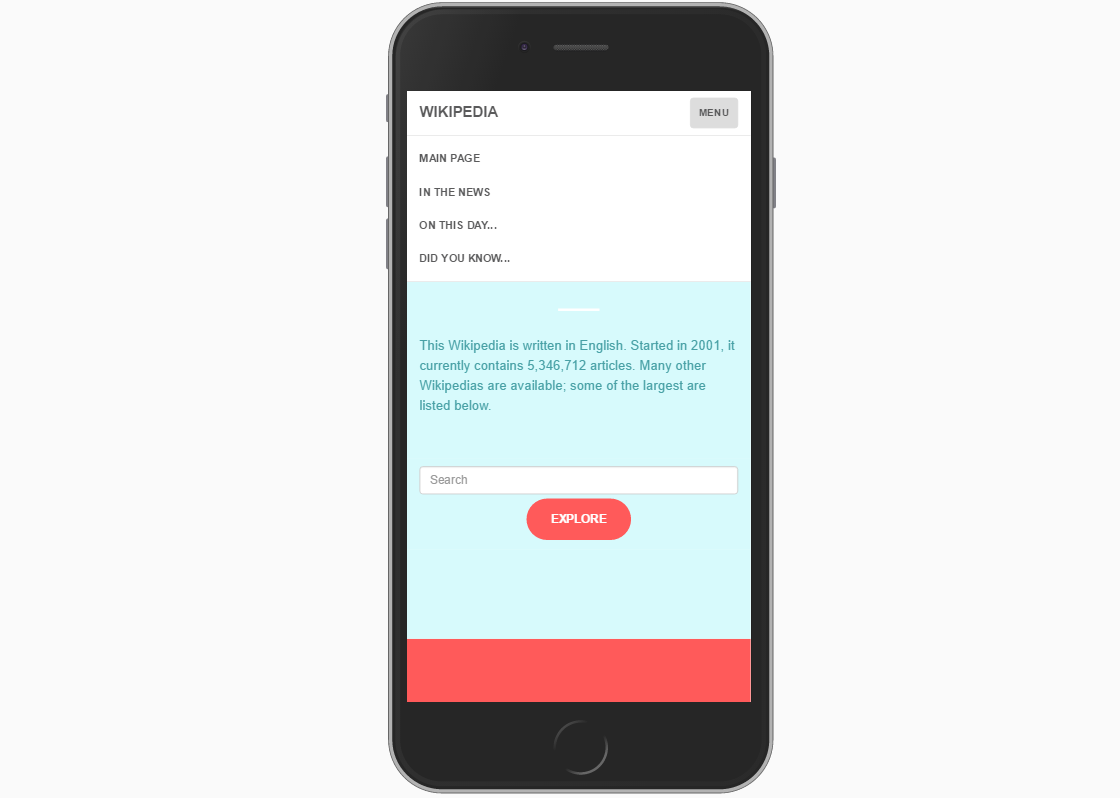 WIKIPEDIA
MENU
MAIN PAGE
IN THE NEWS
ON THIS DAY...
DID YOU KNOW...
This Wikipedia is written in English. Started in 2001, it
currently contains 5,346,712 articles. Many other
Wikipedias are available; some of the largest are
listed below.
Search
EXPLORE